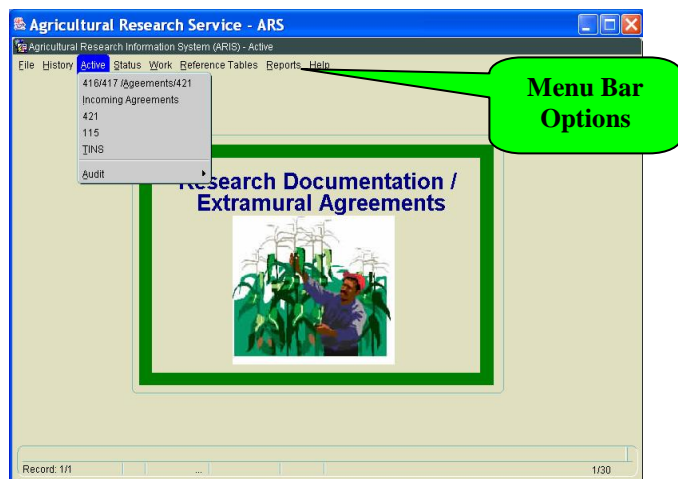 Agricultural Research Service - ARS
Agricultural Research Information System (ARIS) - Active
File History Active Status Work Reference Tables Reports Help
416/417 /Ageements/421
Incoming Agreements
421
115
TINS
Audit
Menu Bar
Options
Research Documentation /
Extramural Agreements
Record: 1/1 ... 1/30